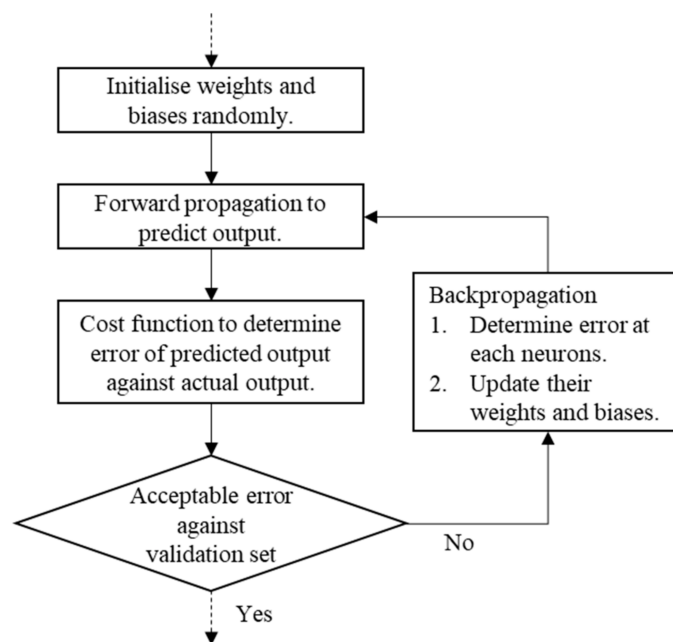 Initialise weights and
biases randomly.
Forward propagation to
predict output.
Cost function to determine
error of predicted output
against actual output.
Backpropagation
1. Determine error at
each neurons.
2. Update their
weights and biases.
Acceptable error
against
validation set
No
Yes